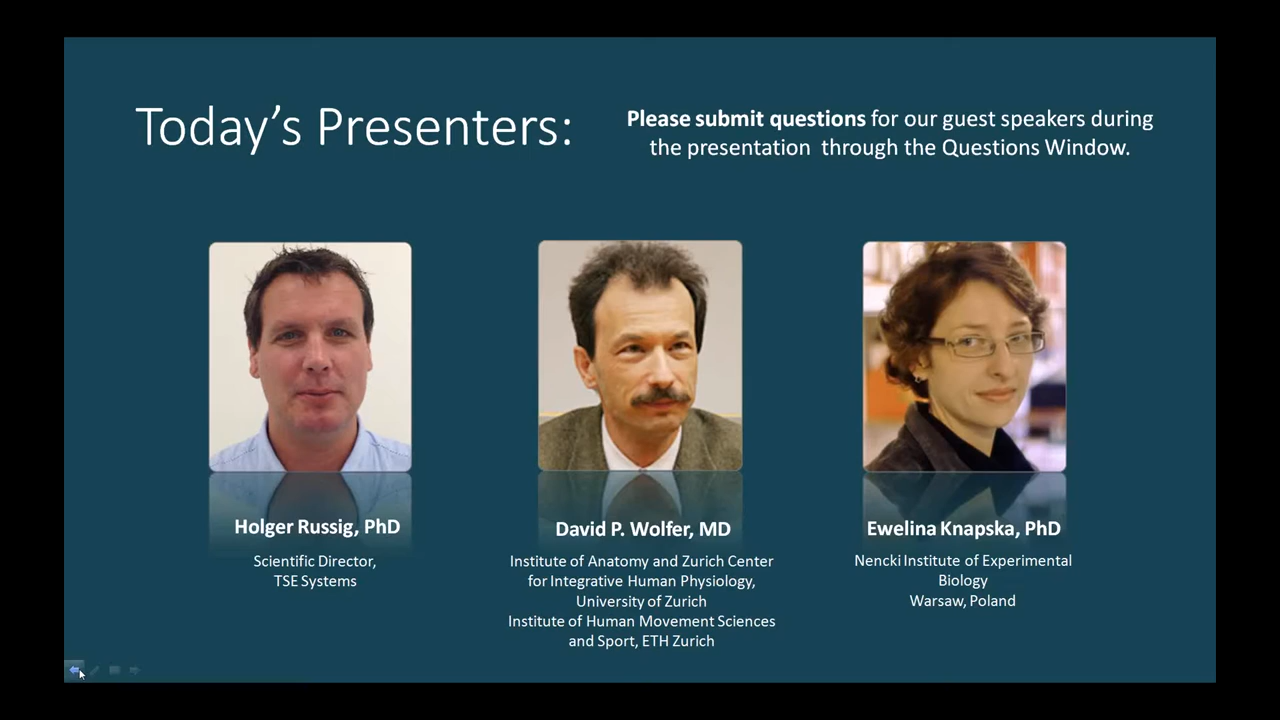 Today's Presenters:
Please submit questions for our guest speakers during
the presentation through the Questions Window.
Holger Russig, PhD
Scientific Director,
TSE Systems
David P. Wolfer, MD
Institute of Anatomy and Zurich Center
for Integrative Human Physiology,
University of Zurich
Institute of Human Movement Sciences
and Sport, ETH Zurich
Ewelina Knapska, PhD
Nencki Institute of Experimental
Biology
Warsaw, Poland